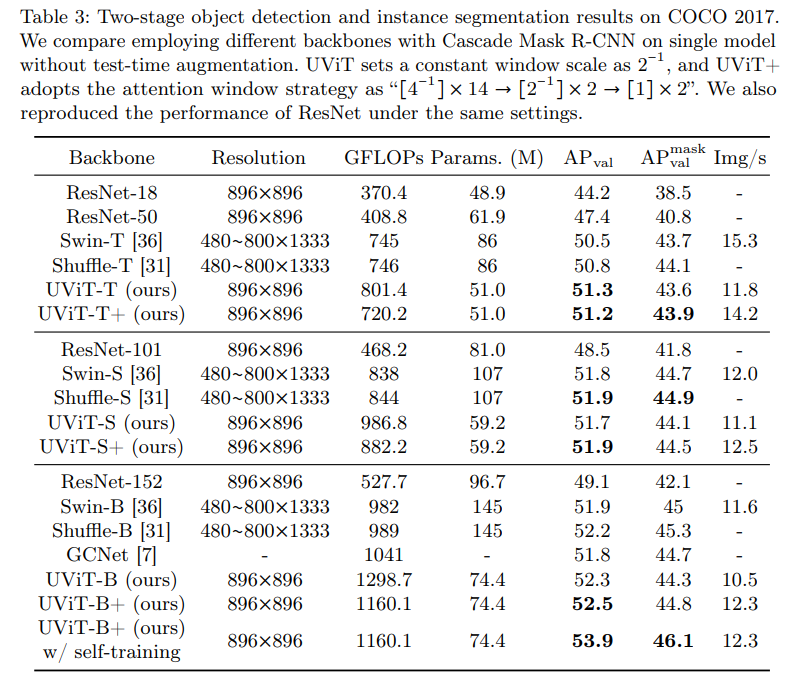 Table 3: Two-stage object detection and instance segmentation results on COCO 2017.
We compare employing different backbones with Cascade Mask R-CNN on single model
without test-time augmentation. UViT sets a constant window scale as 2⁻¹, and UViT+
adopts the attention window strategy as “[4⁻¹] × 14 → [2⁻¹] × 2 → [1] × 2”. We also
reproduced the performance of ResNet under the same settings.
Backbone Resolution GFLOPs Params. (M) AP_val AP_val^mask Img/s
ResNet-18 896×896 370.4 48.9 44.2 38.5 -
ResNet-50 896×896 408.8 61.9 47.4 40.8 -
Swin-T [36] 480~800×1333 745 86 50.5 43.7 15.3
Shuffle-T [31] 480~800×1333 746 86 50.8 44.1 -
UViT-T (ours) 896×896 801.4 51.0 51.3 43.6 11.8
UViT-T+ (ours) 896×896 720.2 51.0 51.2 43.9 14.2
ResNet-101 896×896 468.2 81.0 48.5 41.8 -
Swin-S [36] 480~800×1333 838 107 51.8 44.7 12.0
Shuffle-S [31] 480~800×1333 844 107 51.9 44.9 -
UViT-S (ours) 896×896 986.8 59.2 51.7 44.1 11.1
UViT-S+ (ours) 896×896 882.2 59.2 51.9 44.5 12.5
ResNet-152 896×896 527.7 96.7 49.1 42.1 -
Swin-B [36] 480~800×1333 982 145 51.9 45 11.6
Shuffle-B [31] 480~800×1333 989 145 52.2 45.3 -
GCNet [7] - 1041 - 51.8 44.7 -
UViT-B (ours) 896×896 1298.7 74.4 52.3 44.3 10.5
UViT-B+ (ours) 896×896 1160.1 74.4 52.5 44.8 12.3
UViT-B+ (ours)
w/ self-training 896×896 1160.1 74.4 53.9 46.1 12.3